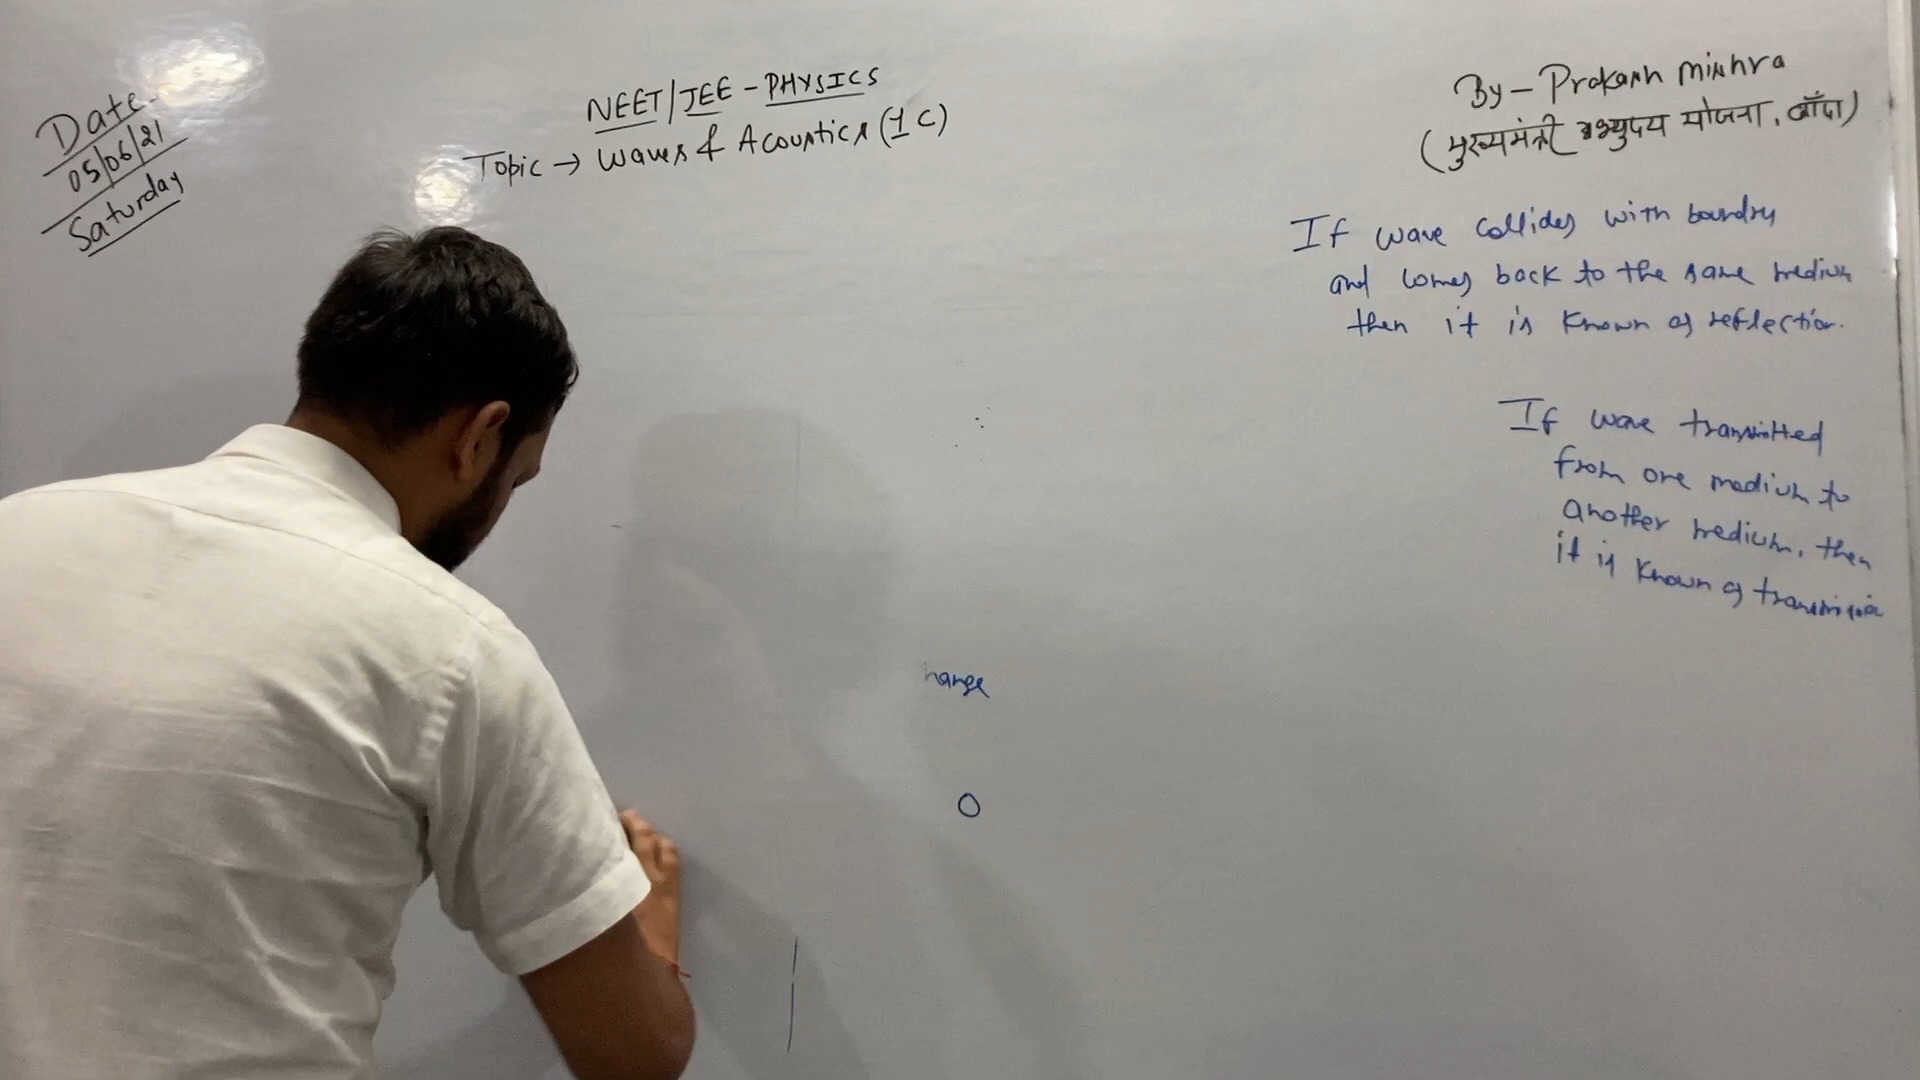 Date-
05/06/21
Saturday
NEET/JEE - PHYSICS
Topic → Waves & Acoustics (1C)
By - Prakash Mishra
(मुख्यमंत्री अभ्युदय योजना, बाँदा)
If wave collides with boundry
and comes back to the same medium
then it is known as reflection.
If wave transmitted
from one medium to
another medium, then
it is known as transmission
hange
O